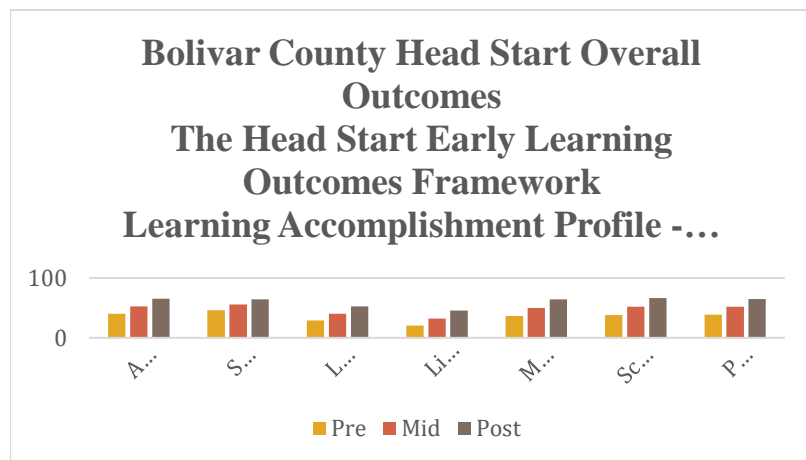 Bolivar County Head Start Overall
Outcomes
The Head Start Early Learning
Outcomes Framework
Learning Accomplishment Profile -…
100
0
A…
S…
L…
Li…
M…
Sc…
P…
Pre
Mid
Post